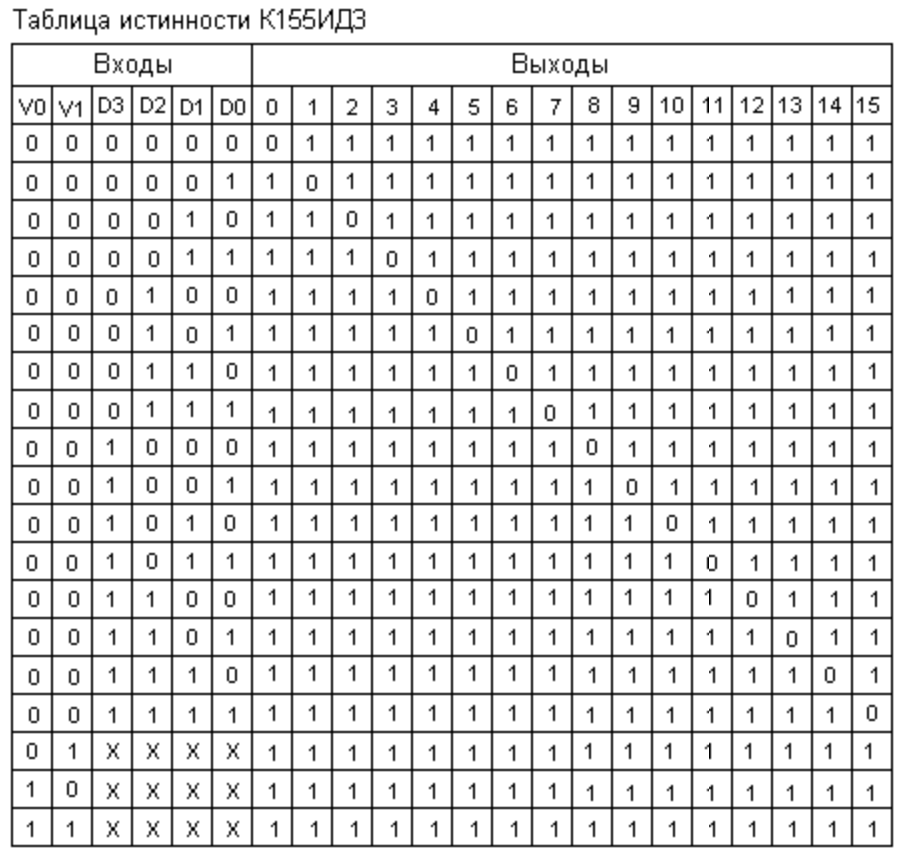 Таблица истинности К155ИД3
Входы Выходы
V0 V1 D3 D2 D1 D0 0 1 2 3 4 5 6 7 8 9 10 11 12 13 14 15
0 0 0 0 0 0 0 1 1 1 1 1 1 1 1 1 1 1 1 1 1 1
0 0 0 0 0 1 1 0 1 1 1 1 1 1 1 1 1 1 1 1 1 1
0 0 0 0 1 0 1 1 0 1 1 1 1 1 1 1 1 1 1 1 1 1
0 0 0 0 1 1 1 1 1 0 1 1 1 1 1 1 1 1 1 1 1 1
0 0 0 1 0 0 1 1 1 1 0 1 1 1 1 1 1 1 1 1 1 1
0 0 0 1 0 1 1 1 1 1 1 0 1 1 1 1 1 1 1 1 1 1
0 0 0 1 1 0 1 1 1 1 1 1 0 1 1 1 1 1 1 1 1 1
0 0 0 1 1 1 1 1 1 1 1 1 1 0 1 1 1 1 1 1 1 1
0 0 1 0 0 0 1 1 1 1 1 1 1 1 0 1 1 1 1 1 1 1
0 0 1 0 0 1 1 1 1 1 1 1 1 1 1 0 1 1 1 1 1 1
0 0 1 0 1 0 1 1 1 1 1 1 1 1 1 1 0 1 1 1 1 1
0 0 1 0 1 1 1 1 1 1 1 1 1 1 1 1 1 0 1 1 1 1
0 0 1 1 0 0 1 1 1 1 1 1 1 1 1 1 1 1 0 1 1 1
0 0 1 1 0 1 1 1 1 1 1 1 1 1 1 1 1 1 1 0 1 1
0 0 1 1 1 0 1 1 1 1 1 1 1 1 1 1 1 1 1 1 0 1
0 0 1 1 1 1 1 1 1 1 1 1 1 1 1 1 1 1 1 1 1 0
0 1 X X X X 1 1 1 1 1 1 1 1 1 1 1 1 1 1 1 1
1 0 X X X X 1 1 1 1 1 1 1 1 1 1 1 1 1 1 1 1
1 1 X X X X 1 1 1 1 1 1 1 1 1 1 1 1 1 1 1 1